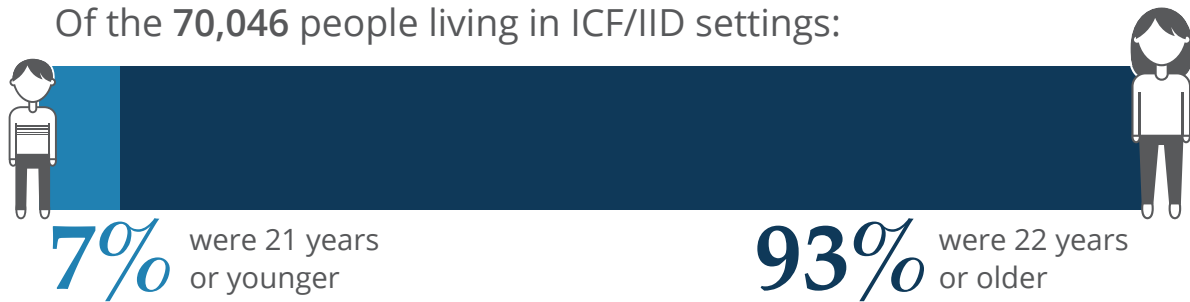 Of the 70,046 people living in ICF/IID settings:
7% were 21 years
or younger
93% were 22 years
or older